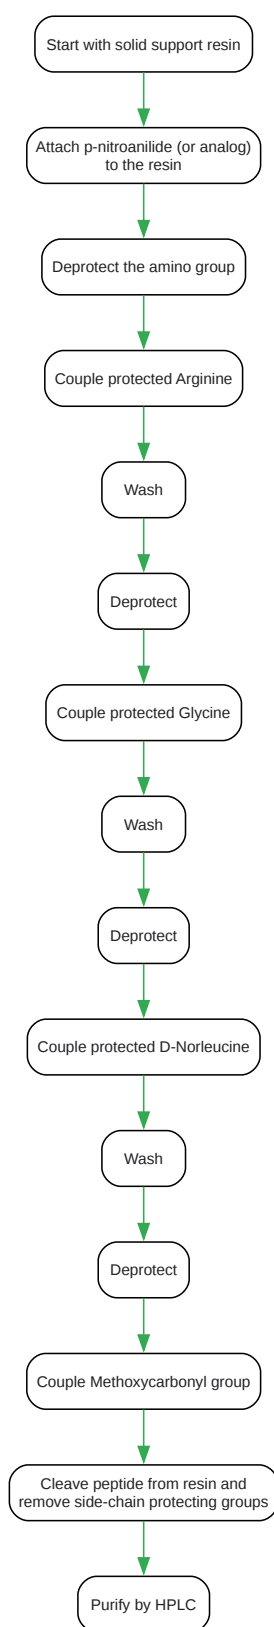 Start with solid support resin
Attach p-nitroanilide (or analog)
to the resin
Deprotect the amino group
Couple protected Arginine
Wash
Deprotect
Couple protected Glycine
Wash
Deprotect
Couple protected D-Norleucine
Wash
Deprotect
Couple Methoxycarbonyl group
Cleave peptide from resin and
remove side-chain protecting groups
Purify by HPLC